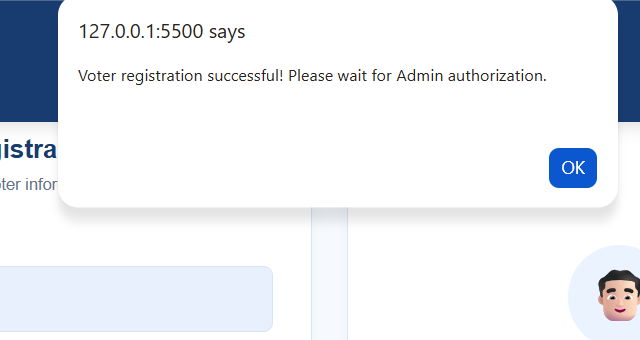 127.0.0.1:5500 says
Voter registration successful! Please wait for Admin authorization.
OK